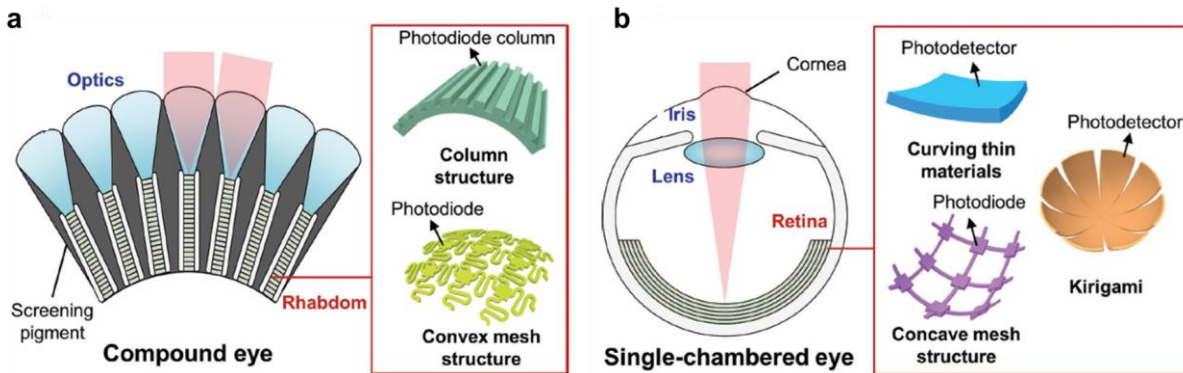 a
Optics
Screening
pigment
Rhabdom
Compound eye
Photodiode column
Column
structure
Photodiode
Convex mesh
structure
b
Cornea
Iris
Lens
Retina
Single-chambered eye
Photodetector
Curving thin
materials
Photodiode
Concave mesh
structure
Photodetector
Kirigami